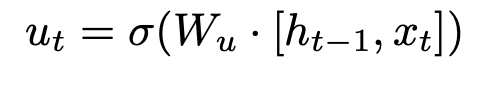 u_t = σ(W_u · [h_{t−1}, x_t])